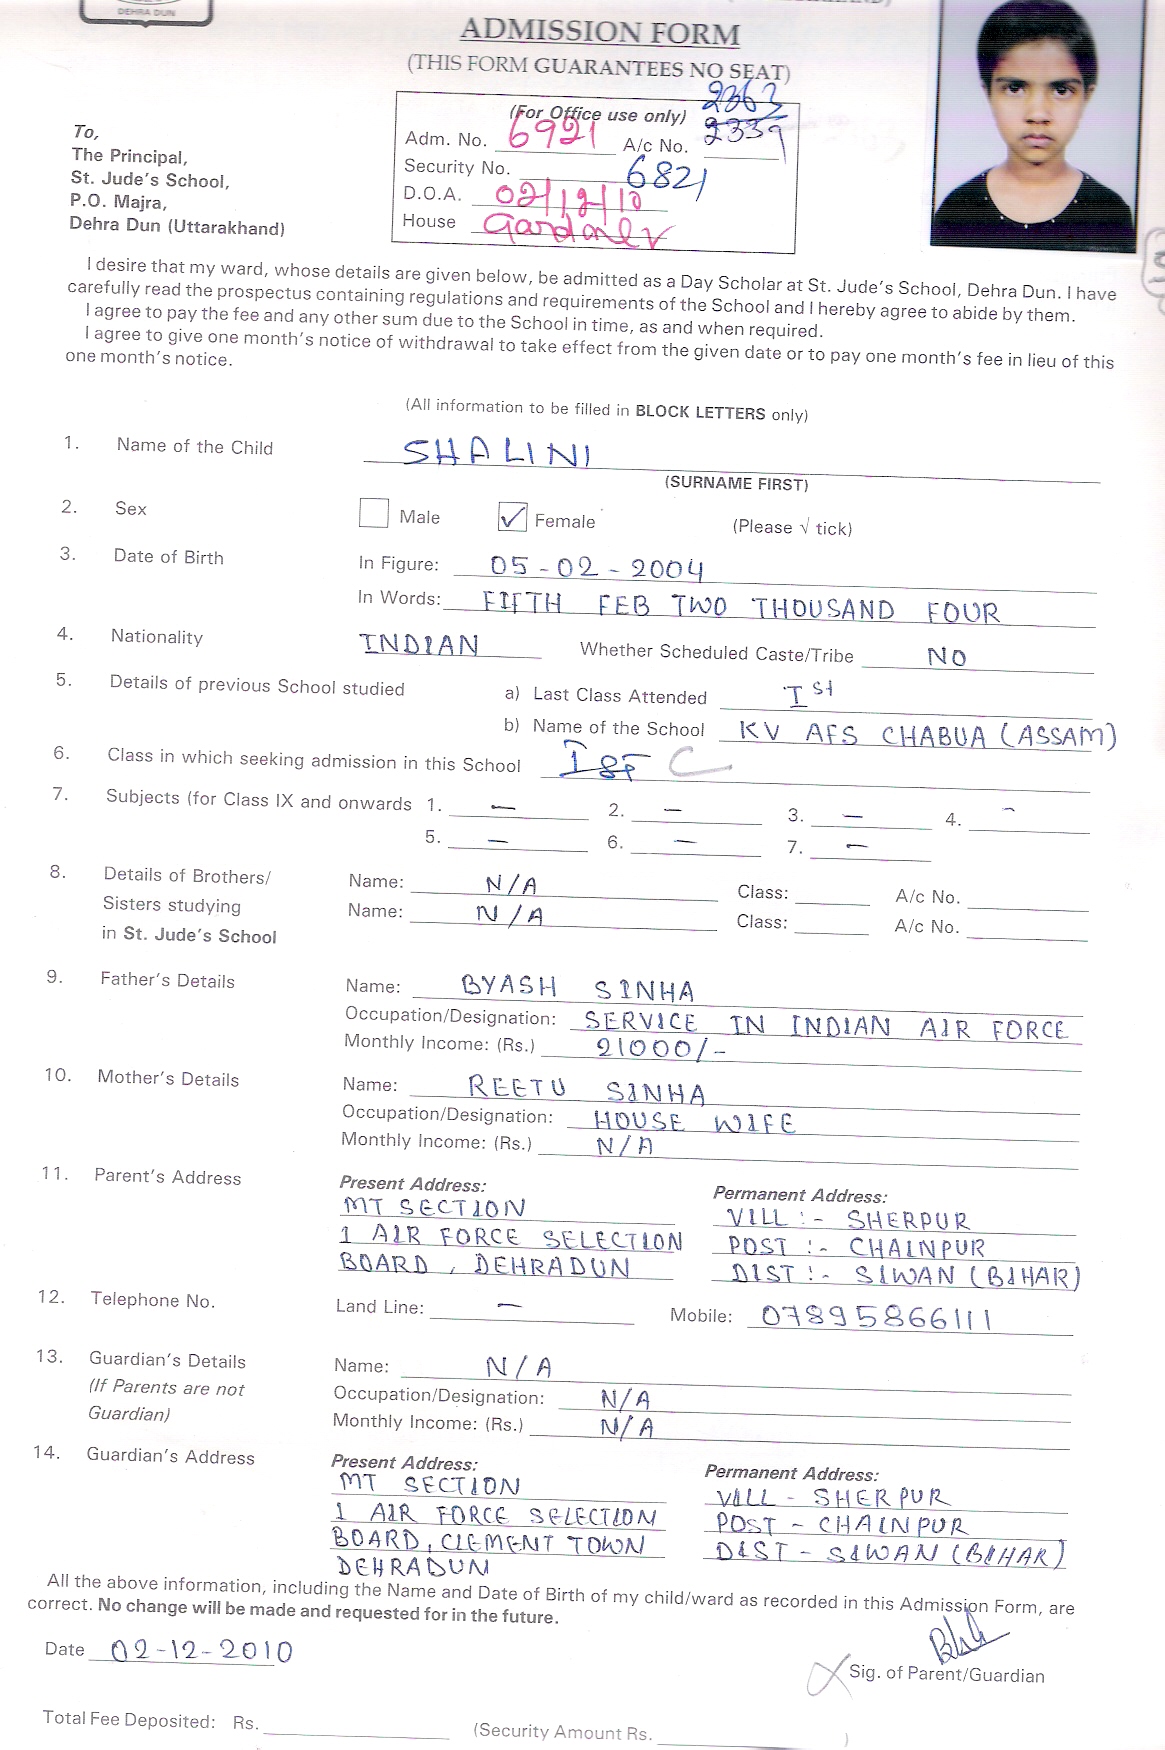 DEHRA DUN
ADMISSION FORM
(THIS FORM GUARANTEES NO SEAT)
(For Office use only) 2363
Adm. No. 6921 A/c No. 2339
Security No. 6821
D.O.A. 02/12/10
House
To,
The Principal,
St. Jude's School,
P.O. Majra,
Dehra Dun (Uttarakhand)
I desire that my ward, whose details are given below, be admitted as a Day Scholar at St. Jude's School, Dehra Dun. I have
carefully read the prospectus containing regulations and requirements of the School and I hereby agree to abide by them.
I agree to pay the fee and any other sum due to the School in time, as and when required.
I agree to give one month's notice of withdrawal to take effect from the given date or to pay one month's fee in lieu of this
one month's notice.
(All information to be filled in BLOCK LETTERS only)
1. Name of the Child SHALINI
(SURNAME FIRST)
2. Sex Male ✓ Female (Please √ tick)
3. Date of Birth In Figure: 05-02-2004
In Words: FIFTH FEB TWO THOUSAND FOUR
4. Nationality INDIAN Whether Scheduled Caste/Tribe NO
5. Details of previous School studied a) Last Class Attended Ist
b) Name of the School KV AFS CHABUA (ASSAM)
6. Class in which seeking admission in this School C
7. Subjects (for Class IX and onwards 1. — 2. — 3. — 4. -
5. — 6. — 7. —
8. Details of Brothers/ Name: N/A Class: A/c No.
Sisters studying Name: N/A Class: A/c No.
in St. Jude's School
9. Father's Details Name: BYASH SINHA
Occupation/Designation: SERVICE IN INDIAN AIR FORCE
Monthly Income: (Rs.) 21000/-
10. Mother's Details Name: REETU SINHA
Occupation/Designation: HOUSE WIFE
Monthly Income: (Rs.) N/A
11. Parent's Address Present Address: Permanent Address:
MT SECTION VILL :- SHERPUR
1 AIR FORCE SELECTION POST :- CHAINPUR
BOARD, DEHRADUN DIST :- SIWAN (BIHAR)
12. Telephone No. Land Line: — Mobile: 07895866111
13. Guardian's Details Name: N/A
(If Parents are not Occupation/Designation: N/A
Guardian) Monthly Income: (Rs.) N/A
14. Guardian's Address Present Address: Permanent Address:
MT SECTION VILL - SHERPUR
1 AIR FORCE SELECTION POST - CHAINPUR
BOARD, CLEMENT TOWN DIST - SIWAN (BIHAR)
DEHRADUN
All the above information, including the Name and Date of Birth of my child/ward as recorded in this Admission Form, are
correct. No change will be made and requested for in the future.
Date 02-12-2010
Sig. of Parent/Guardian
Total Fee Deposited: Rs. (Security Amount Rs. )